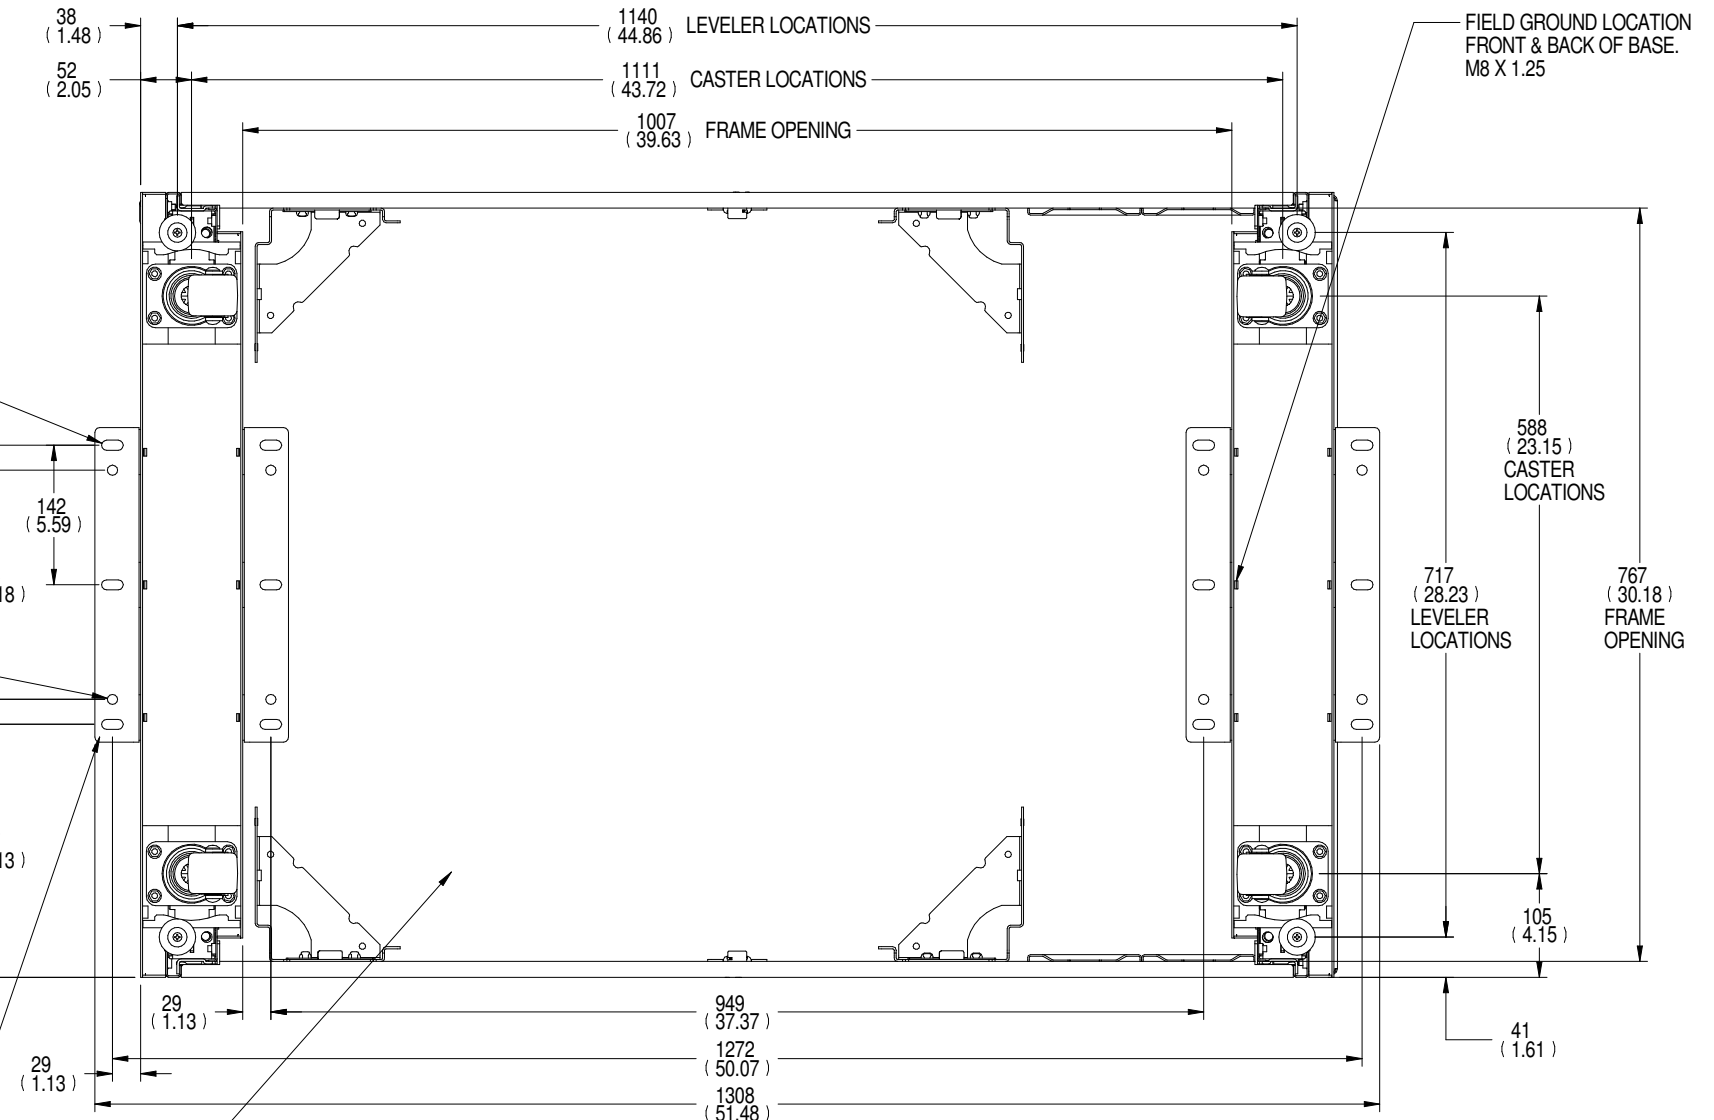 38
( 1.48 )
1140
( 44.86 ) LEVELER LOCATIONS
FIELD GROUND LOCATION
FRONT & BACK OF BASE.
M8 X 1.25
52
( 2.05 )
1111
( 43.72 ) CASTER LOCATIONS
1007
( 39.63 ) FRAME OPENING
588
( 23.15 )
CASTER
LOCATIONS
142
( 5.59 )
18 )
717
( 28.23 )
LEVELER
LOCATIONS
767
( 30.18 )
FRAME
OPENING
13 )
105
( 4.15 )
29
( 1.13 )
949
( 37.37 )
41
( 1.61 )
1272
( 50.07 )
29
( 1.13 )
1308
( 51.48 )